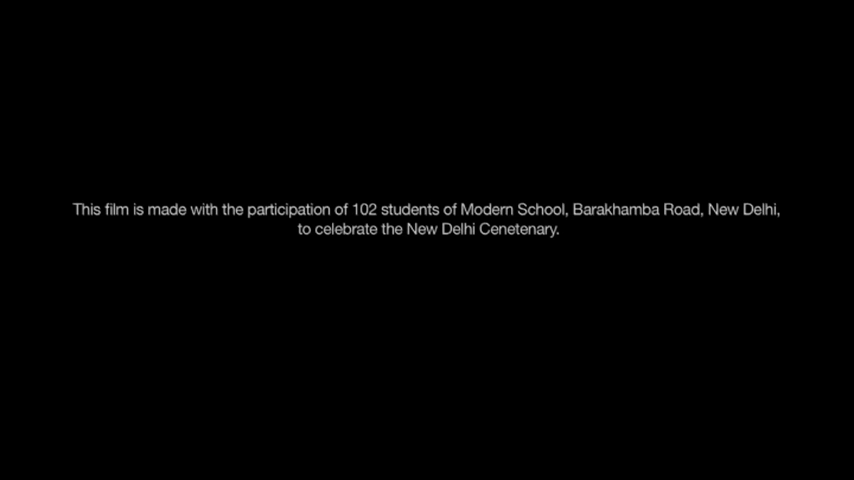 This film is made with the participation of 102 students of Modern School, Barakhamba Road, New Delhi,
to celebrate the New Delhi Cenetenary.